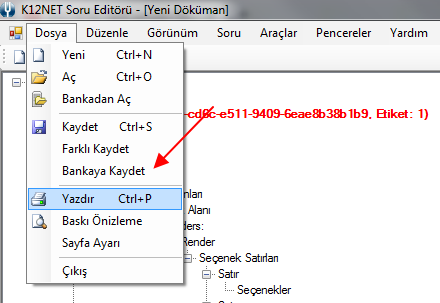 K12NET Soru Editörü - [Yeni Döküman]
Dosya Düzenle Görünüm Soru Araçlar Pencereler Yardım
Yeni Ctrl+N
Aç Ctrl+O
Bankadan Aç
-cd6c-e511-9409-6eae8b38b1b9, Etiket: 1)
Kaydet Ctrl+S
Farklı Kaydet
Bankaya Kaydet
Yazdır Ctrl+P
Baskı Önizleme
Sayfa Ayarı
Çıkış
Alanı
Render
Seçenek Satırları
Satır
Seçenekler